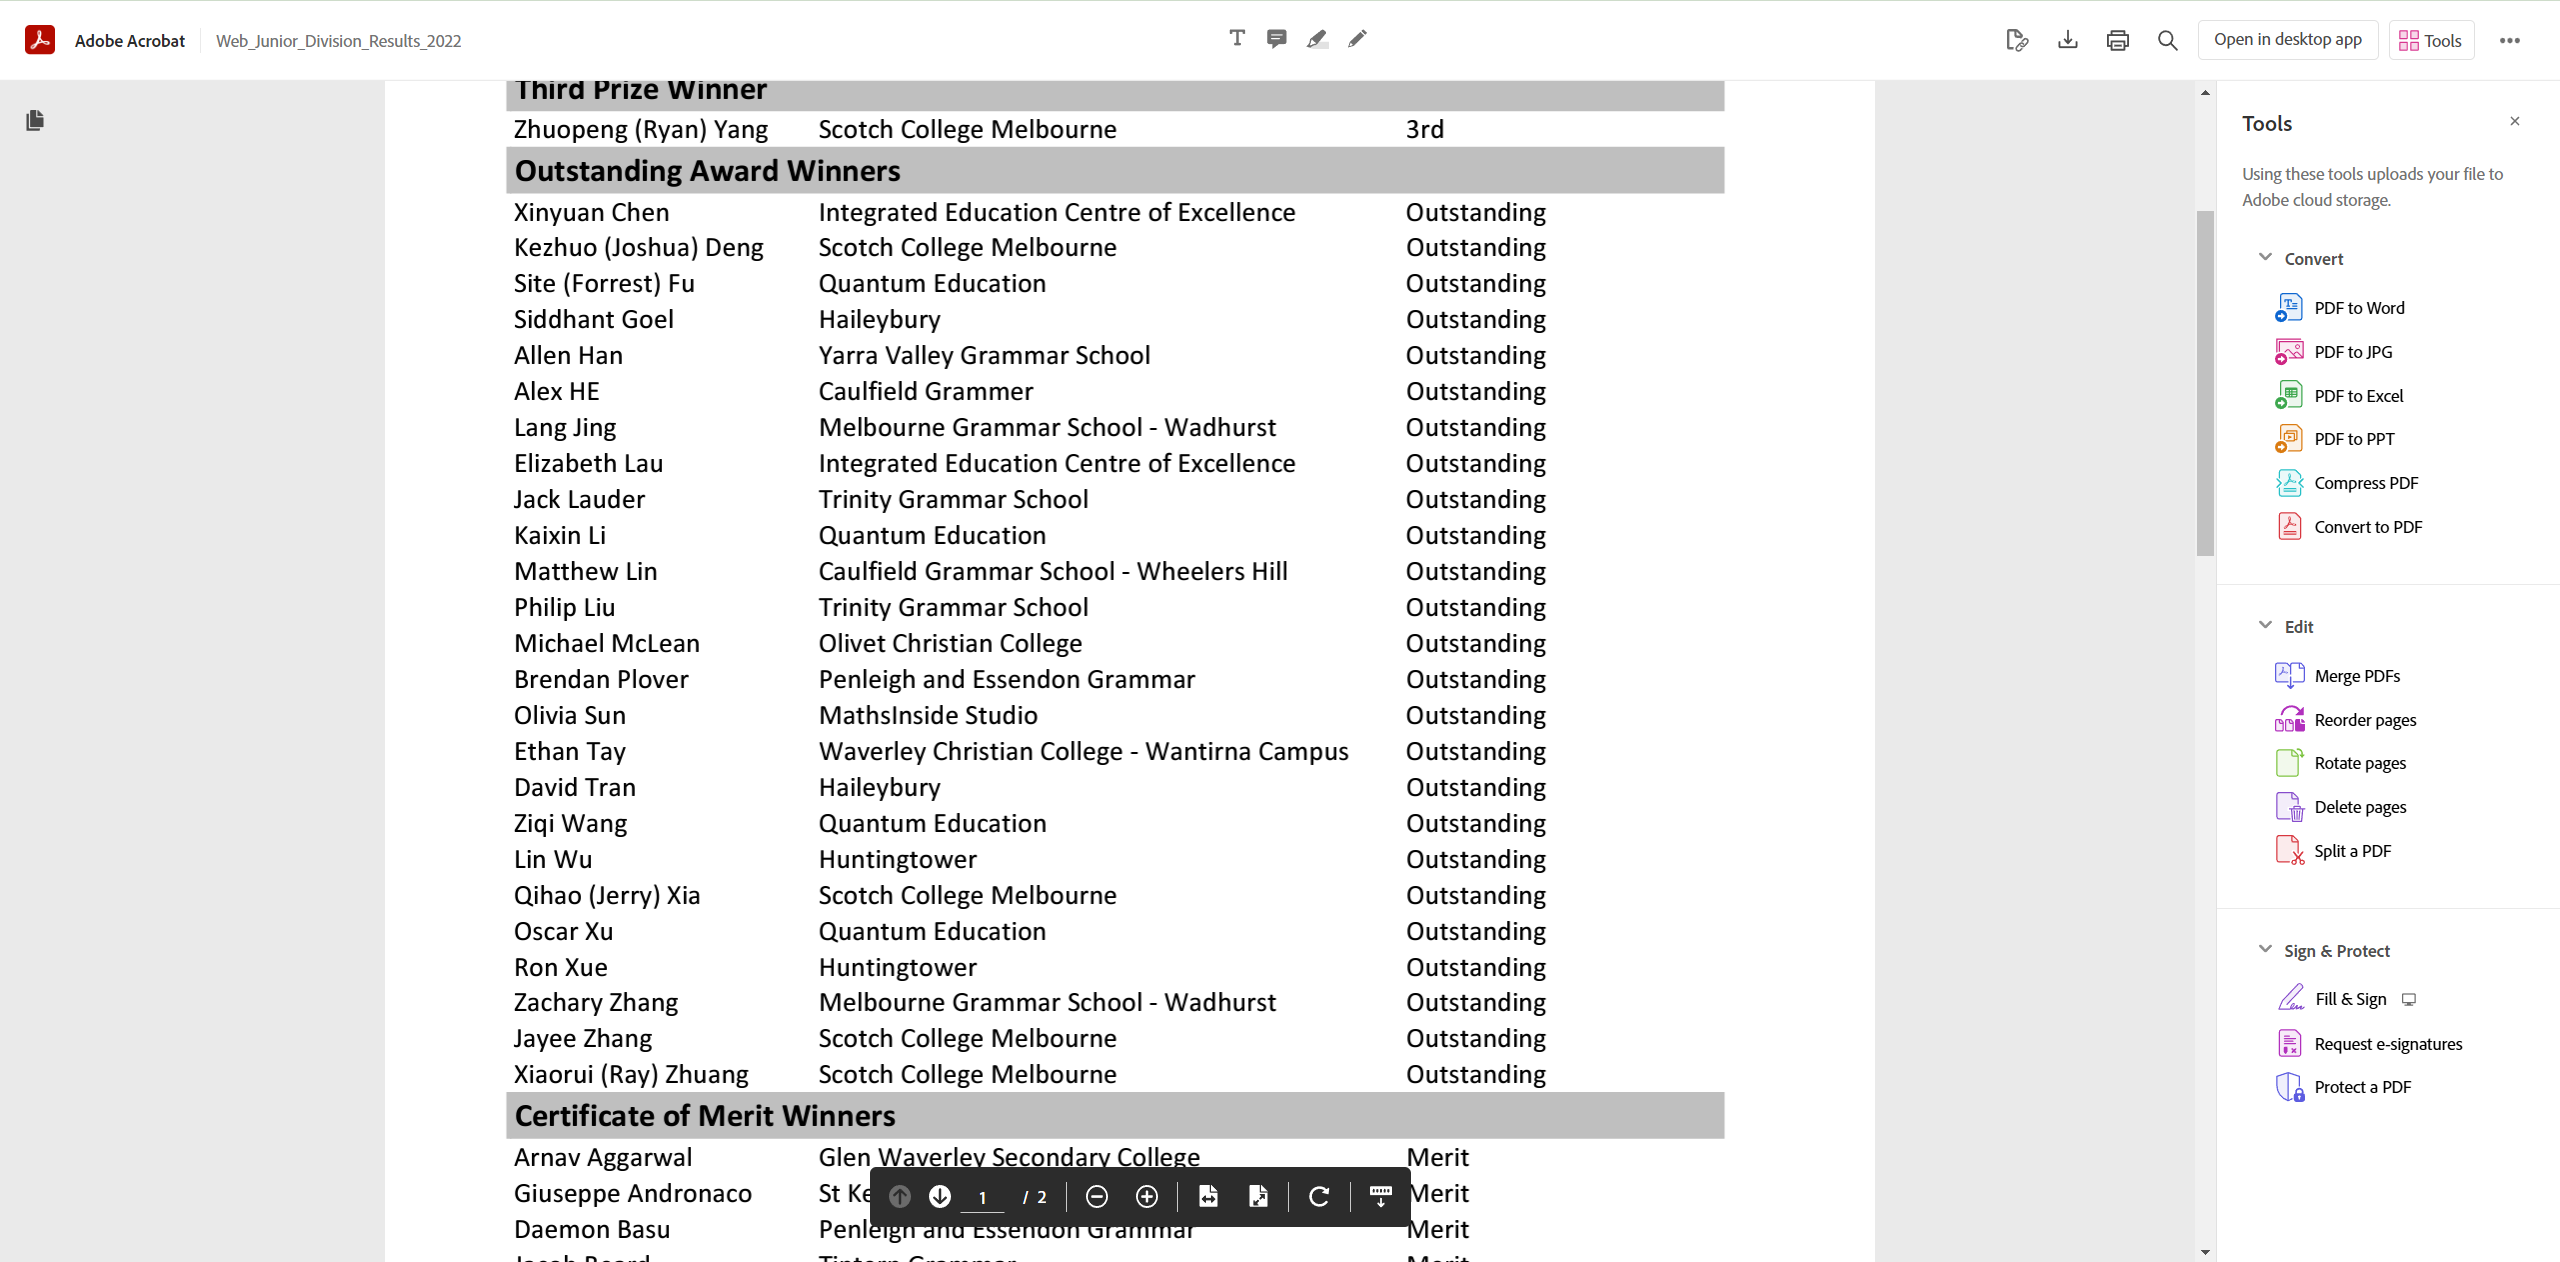 Adobe Acrobat Web_Junior_Division_Results_2022 Open in desktop app Tools
Third Prize Winner
Zhuopeng (Ryan) Yang Scotch College Melbourne 3rd
Outstanding Award Winners
Xinyuan Chen Integrated Education Centre of Excellence Outstanding
Kezhuo (Joshua) Deng Scotch College Melbourne Outstanding
Site (Forrest) Fu Quantum Education Outstanding
Siddhant Goel Haileybury Outstanding
Allen Han Yarra Valley Grammar School Outstanding
Alex HE Caulfield Grammer Outstanding
Lang Jing Melbourne Grammar School - Wadhurst Outstanding
Elizabeth Lau Integrated Education Centre of Excellence Outstanding
Jack Lauder Trinity Grammar School Outstanding
Kaixin Li Quantum Education Outstanding
Matthew Lin Caulfield Grammar School - Wheelers Hill Outstanding
Philip Liu Trinity Grammar School Outstanding
Michael McLean Olivet Christian College Outstanding
Brendan Plover Penleigh and Essendon Grammar Outstanding
Olivia Sun MathsInside Studio Outstanding
Ethan Tay Waverley Christian College - Wantirna Campus Outstanding
David Tran Haileybury Outstanding
Ziqi Wang Quantum Education Outstanding
Lin Wu Huntingtower Outstanding
Qihao (Jerry) Xia Scotch College Melbourne Outstanding
Oscar Xu Quantum Education Outstanding
Ron Xue Huntingtower Outstanding
Zachary Zhang Melbourne Grammar School - Wadhurst Outstanding
Jayee Zhang Scotch College Melbourne Outstanding
Xiaorui (Ray) Zhuang Scotch College Melbourne Outstanding
Certificate of Merit Winners
Arnav Aggarwal Glen Waverley Secondary College Merit
Giuseppe Andronaco St Merit
Daemon Basu Penleigh and Essendon Grammar Merit
1 / 2
Tools
Using these tools uploads your file to
Adobe cloud storage.
Convert
PDF to Word
PDF to JPG
PDF to Excel
PDF to PPT
Compress PDF
Convert to PDF
Edit
Merge PDFs
Reorder pages
Rotate pages
Delete pages
Split a PDF
Sign & Protect
Fill & Sign
Request e-signatures
Protect a PDF